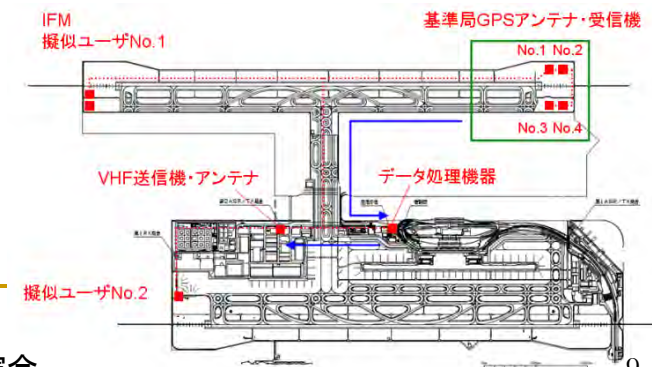 IFM
擬似ユーザNo.1
基準局GPSアンテナ・受信機
No.1 No.2
No.3 No.4
VHF送信機・アンテナ
データ処理機器
擬似ユーザNo.2
9